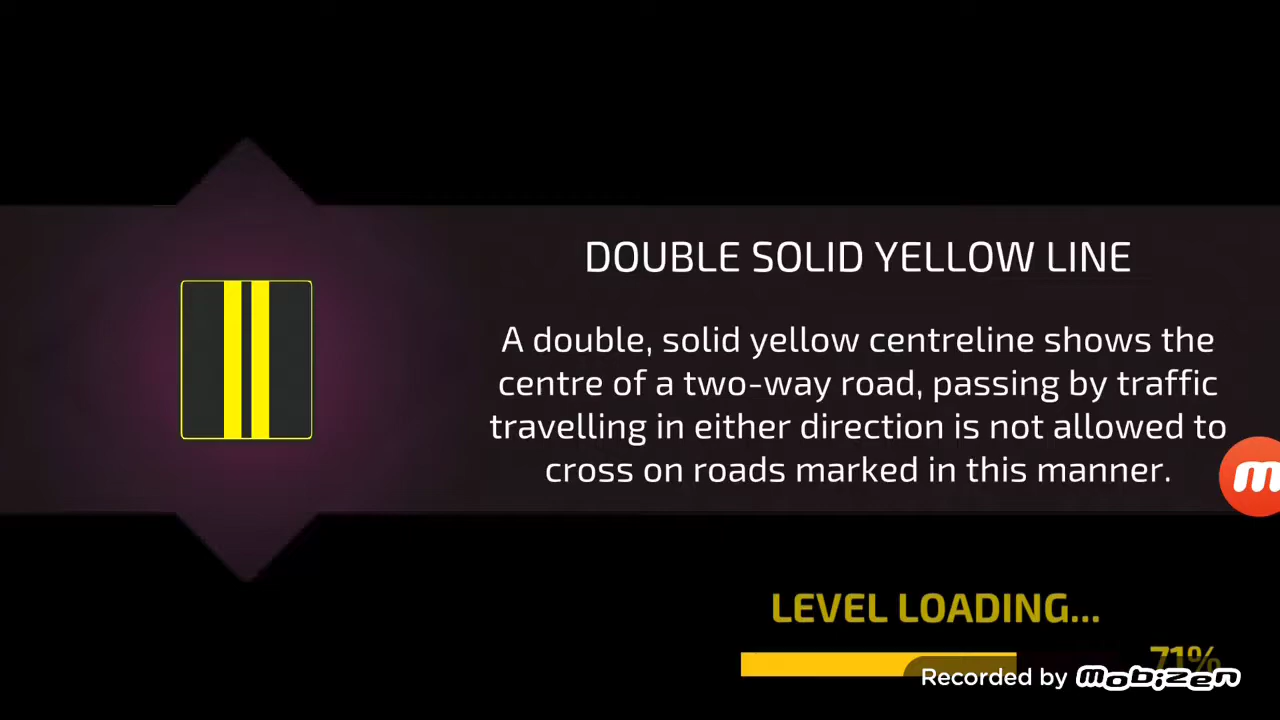 DOUBLE SOLID YELLOW LINE
A double, solid yellow centreline shows the
centre of a two-way road, passing by traffic
travelling in either direction is not allowed to
cross on roads marked in this manner.
m
LEVEL LOADING...
71%
Recorded by mobizen